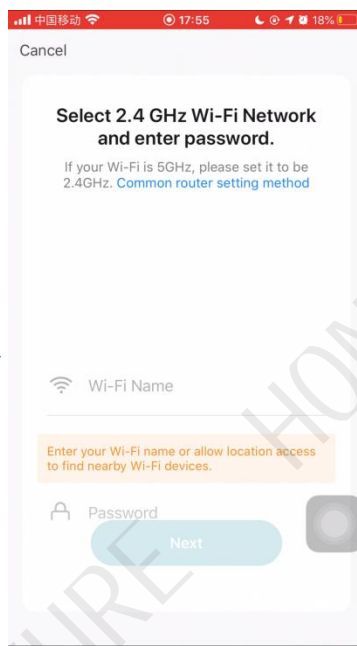 中国移动 17:55 18%
Cancel
Select 2.4 GHz Wi-Fi Network
and enter password.
If your Wi-Fi is 5GHz, please set it to be
2.4GHz. Common router setting method
Wi-Fi Name
Enter your Wi-Fi name or allow location access
to find nearby Wi-Fi devices.
Password
Next